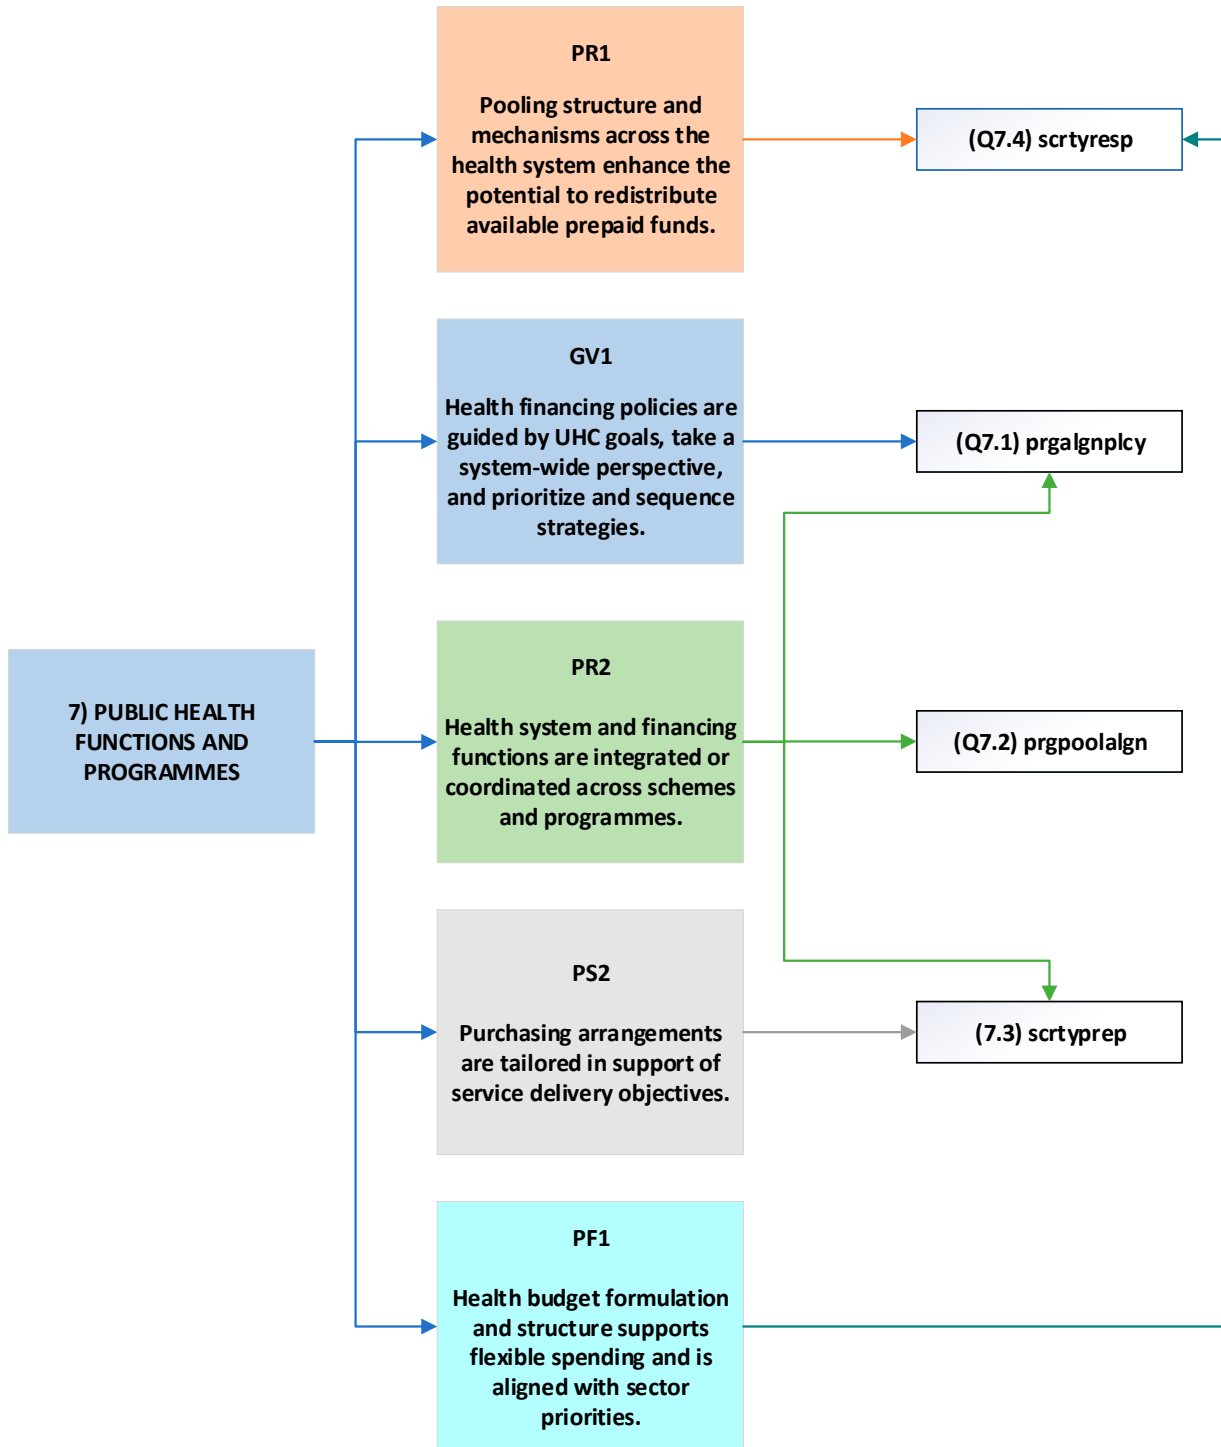 PR1
Pooling structure and
mechanisms across the
health system enhance the
potential to redistribute
available prepaid funds.
(Q7.4) scrtyresp
GV1
Health financing policies are
guided by UHC goals, take a
system-wide perspective,
and prioritize and sequence
strategies.
(Q7.1) prgalgnplcy
7) PUBLIC HEALTH
FUNCTIONS AND
PROGRAMMES
PR2
Health system and financing
functions are integrated or
coordinated across schemes
and programmes.
(Q7.2) prgpoolalgn
PS2
Purchasing arrangements
are tailored in support of
service delivery objectives.
(7.3) scrtyprep
PF1
Health budget formulation
and structure supports
flexible spending and is
aligned with sector
priorities.